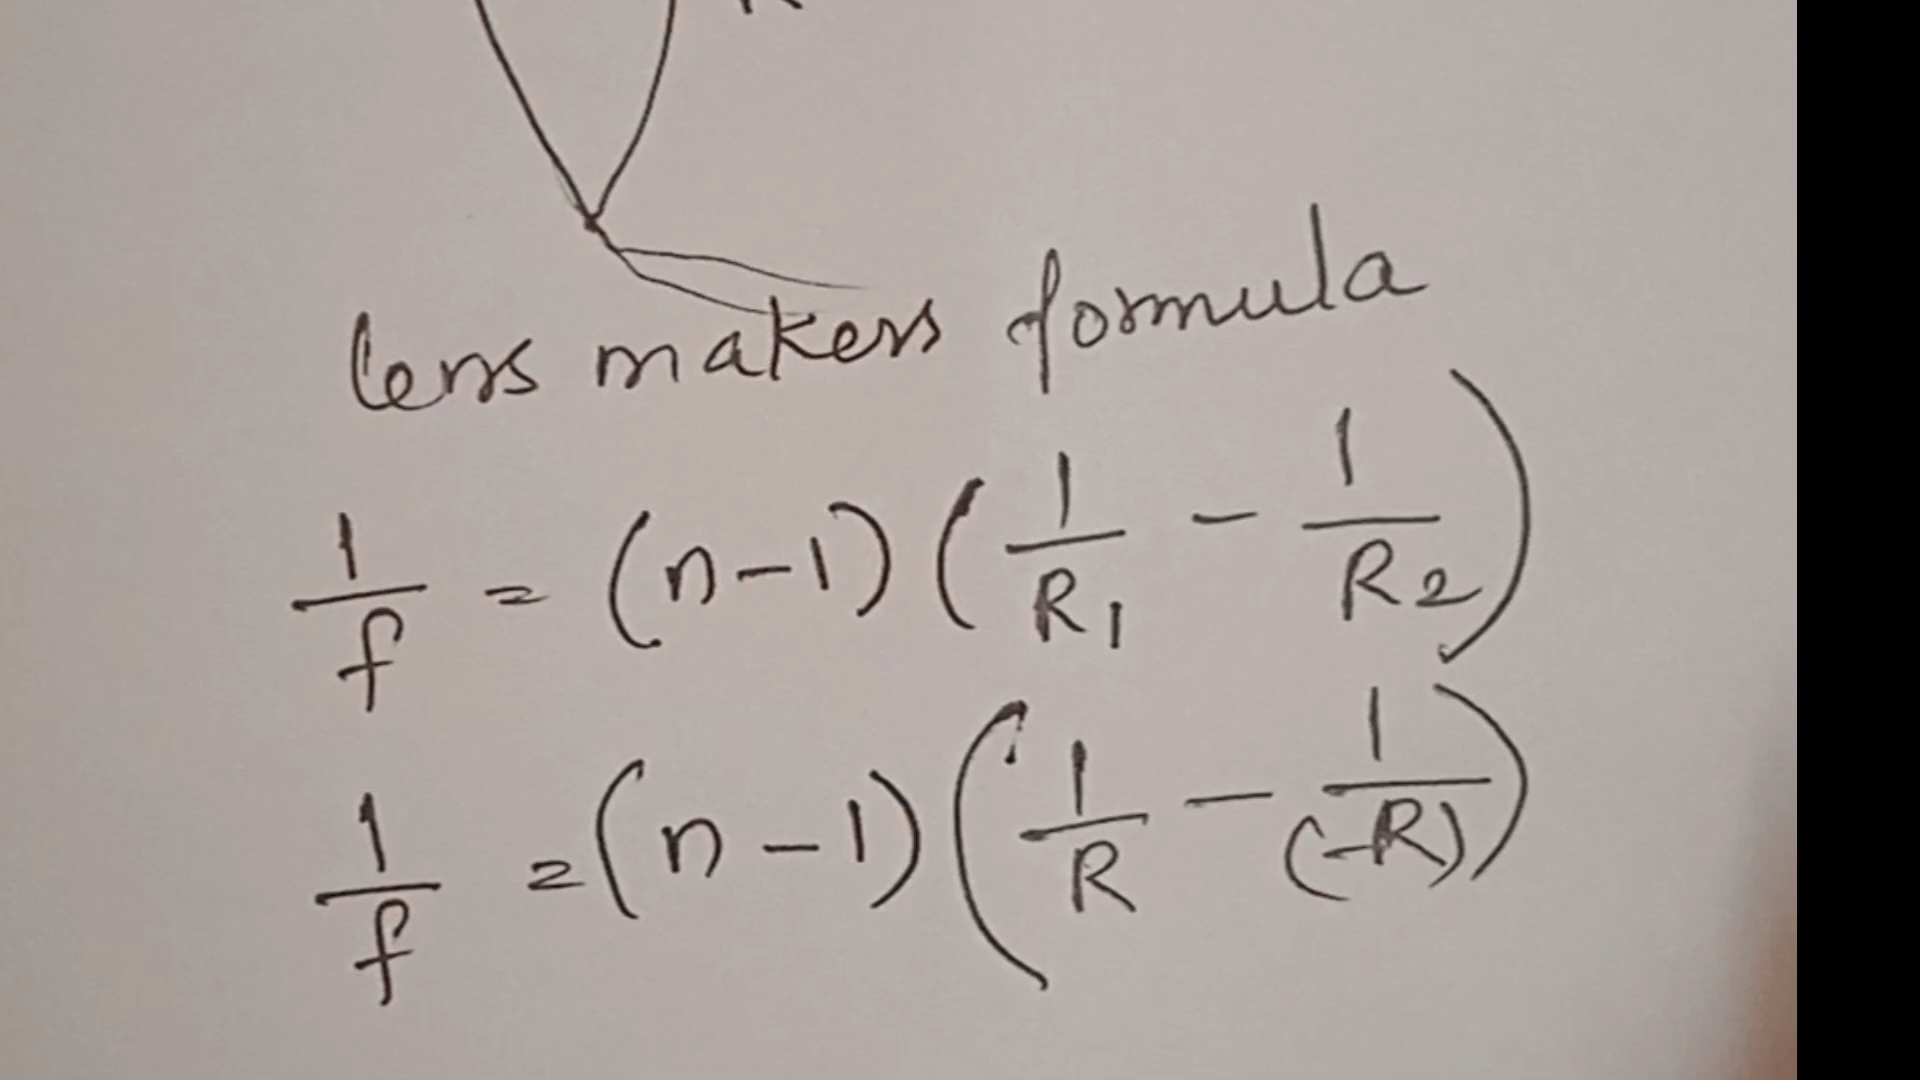 lens makers formula
1/f = (n-1) (1/R1 - 1/R2)
1/f = (n-1) (1/R - 1/(-R))